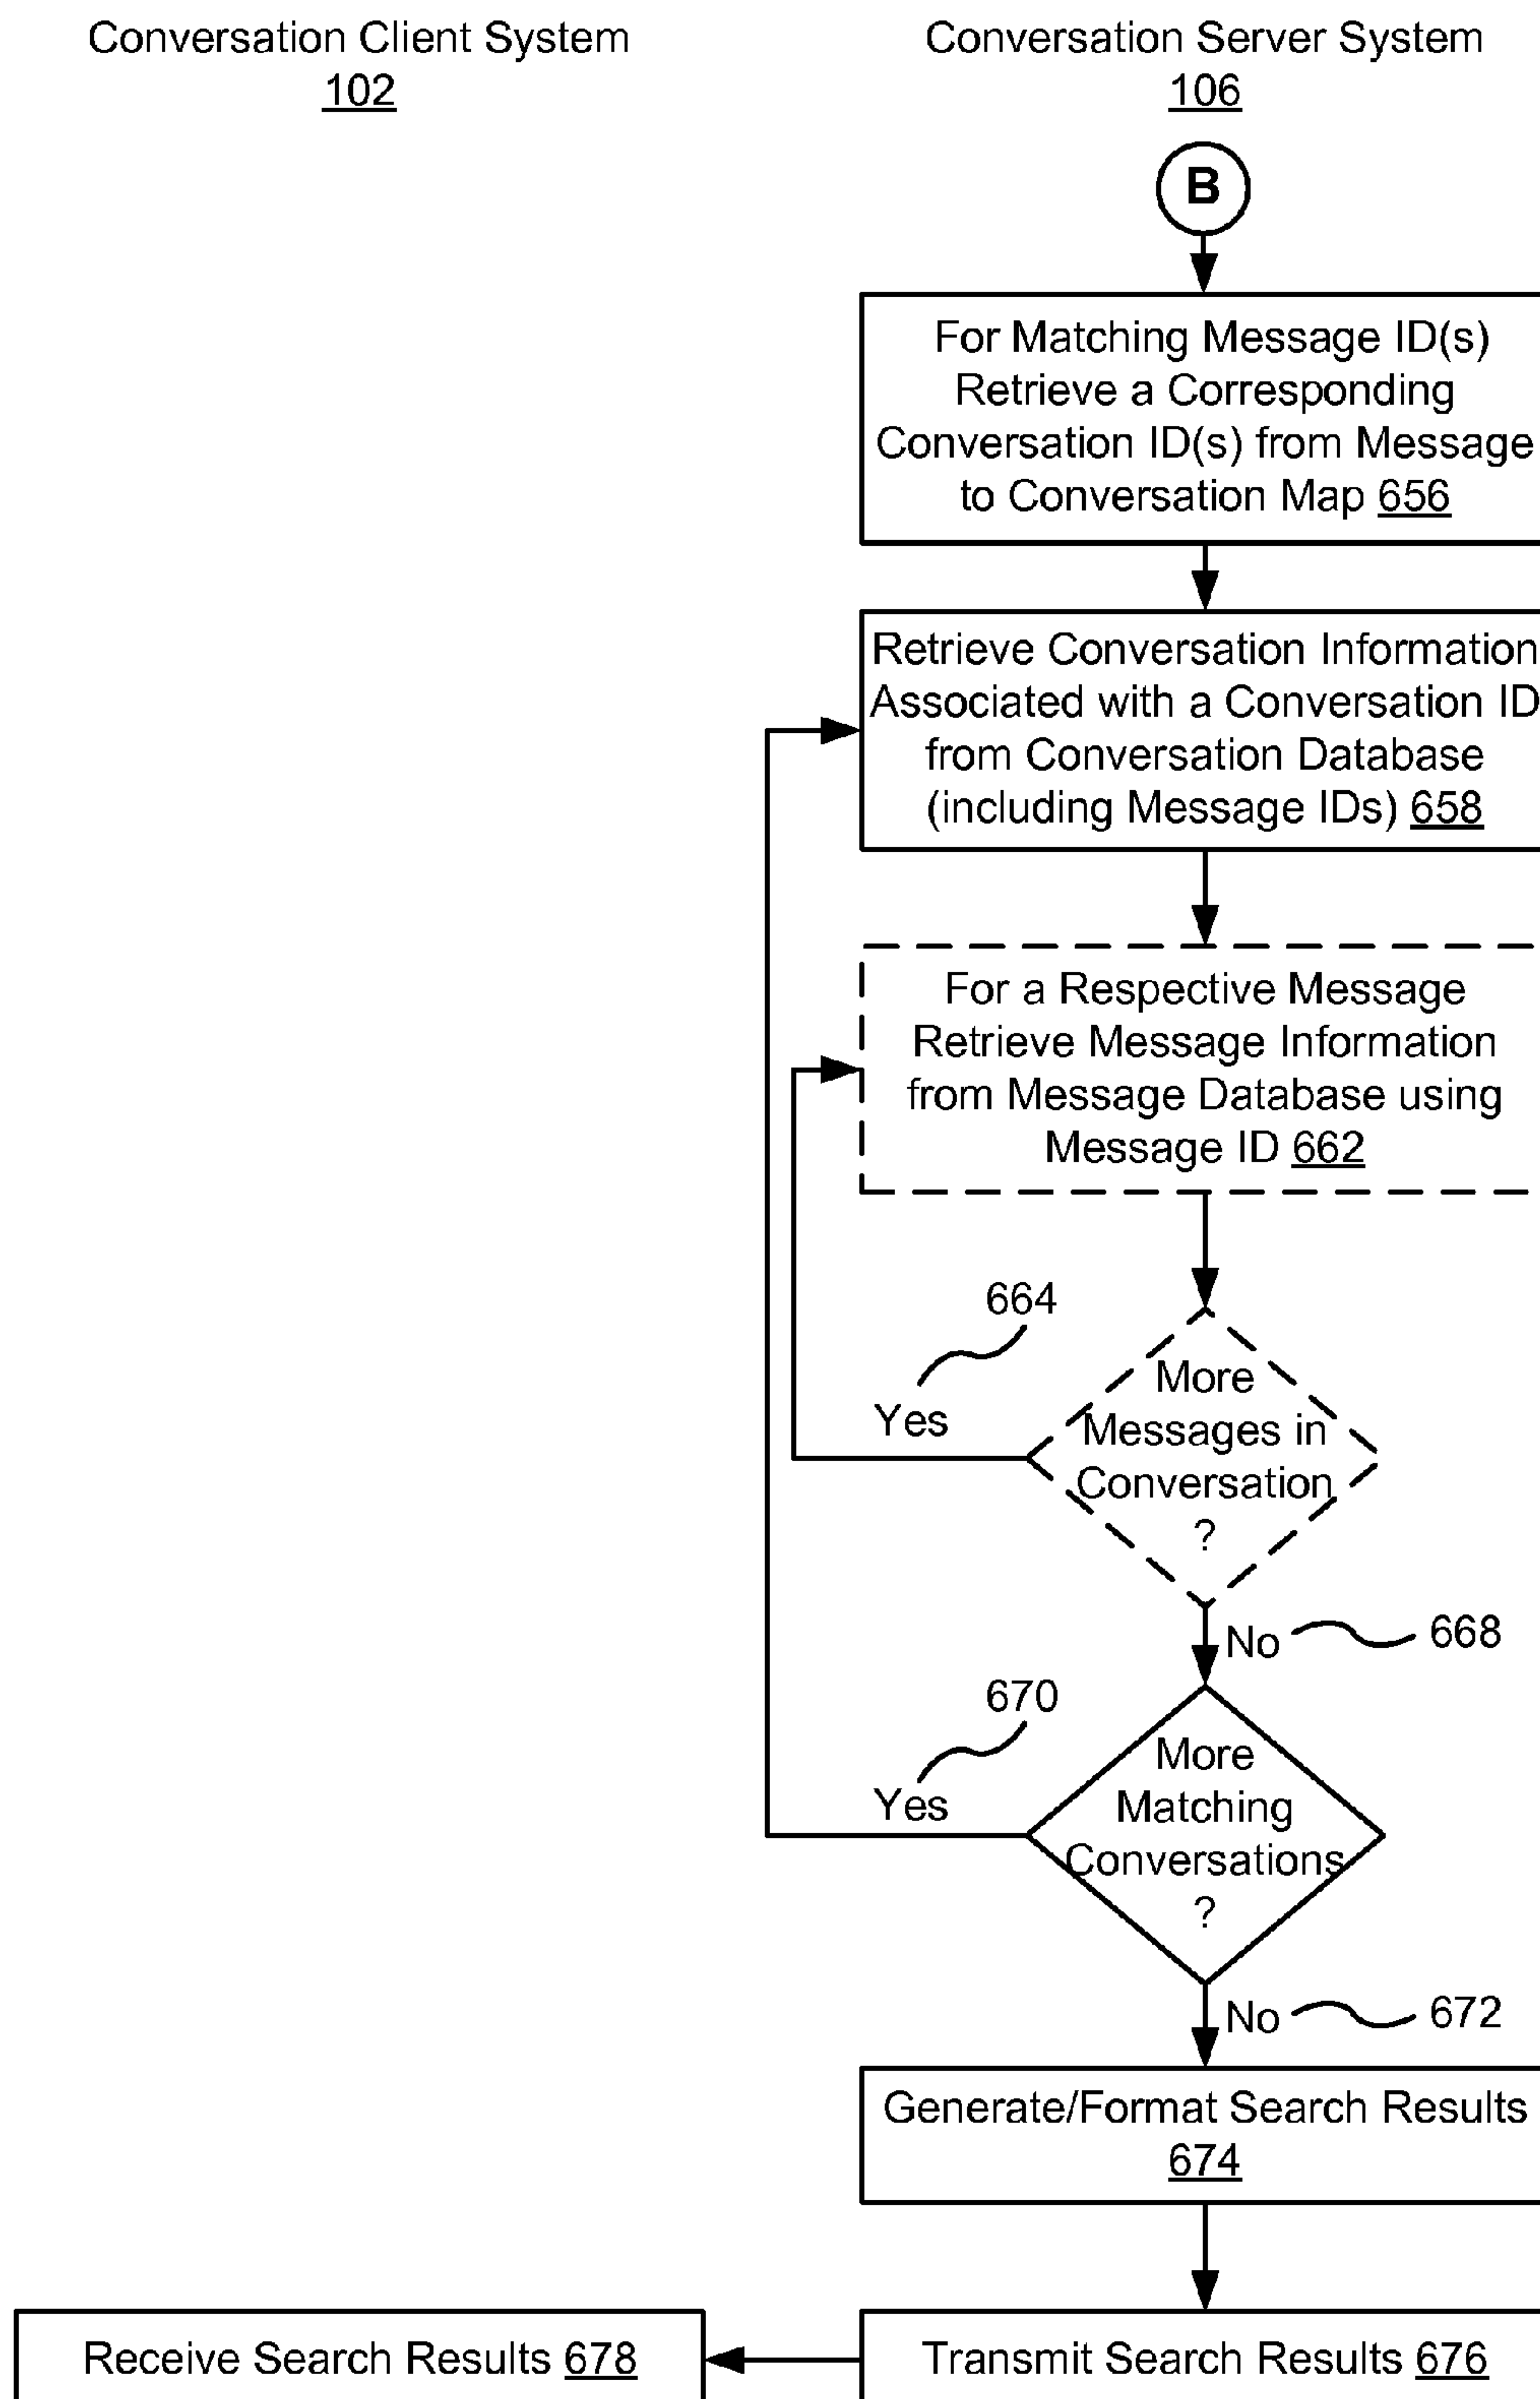 Conversation Client System
102
Conversation Server System
106
B
For Matching Message ID(s)
Retrieve a Corresponding
Conversation ID(s) from Message
to Conversation Map 656
Retrieve Conversation Information
Associated with a Conversation ID
from Conversation Database
(including Message IDs) 658
For a Respective Message
Retrieve Message Information
from Message Database using
Message ID 662
664
Yes
More
Messages in
Conversation
?
No
668
670
Yes
More
Matching
Conversations
?
No
672
Generate/Format Search Results
674
Receive Search Results 678
Transmit Search Results 676